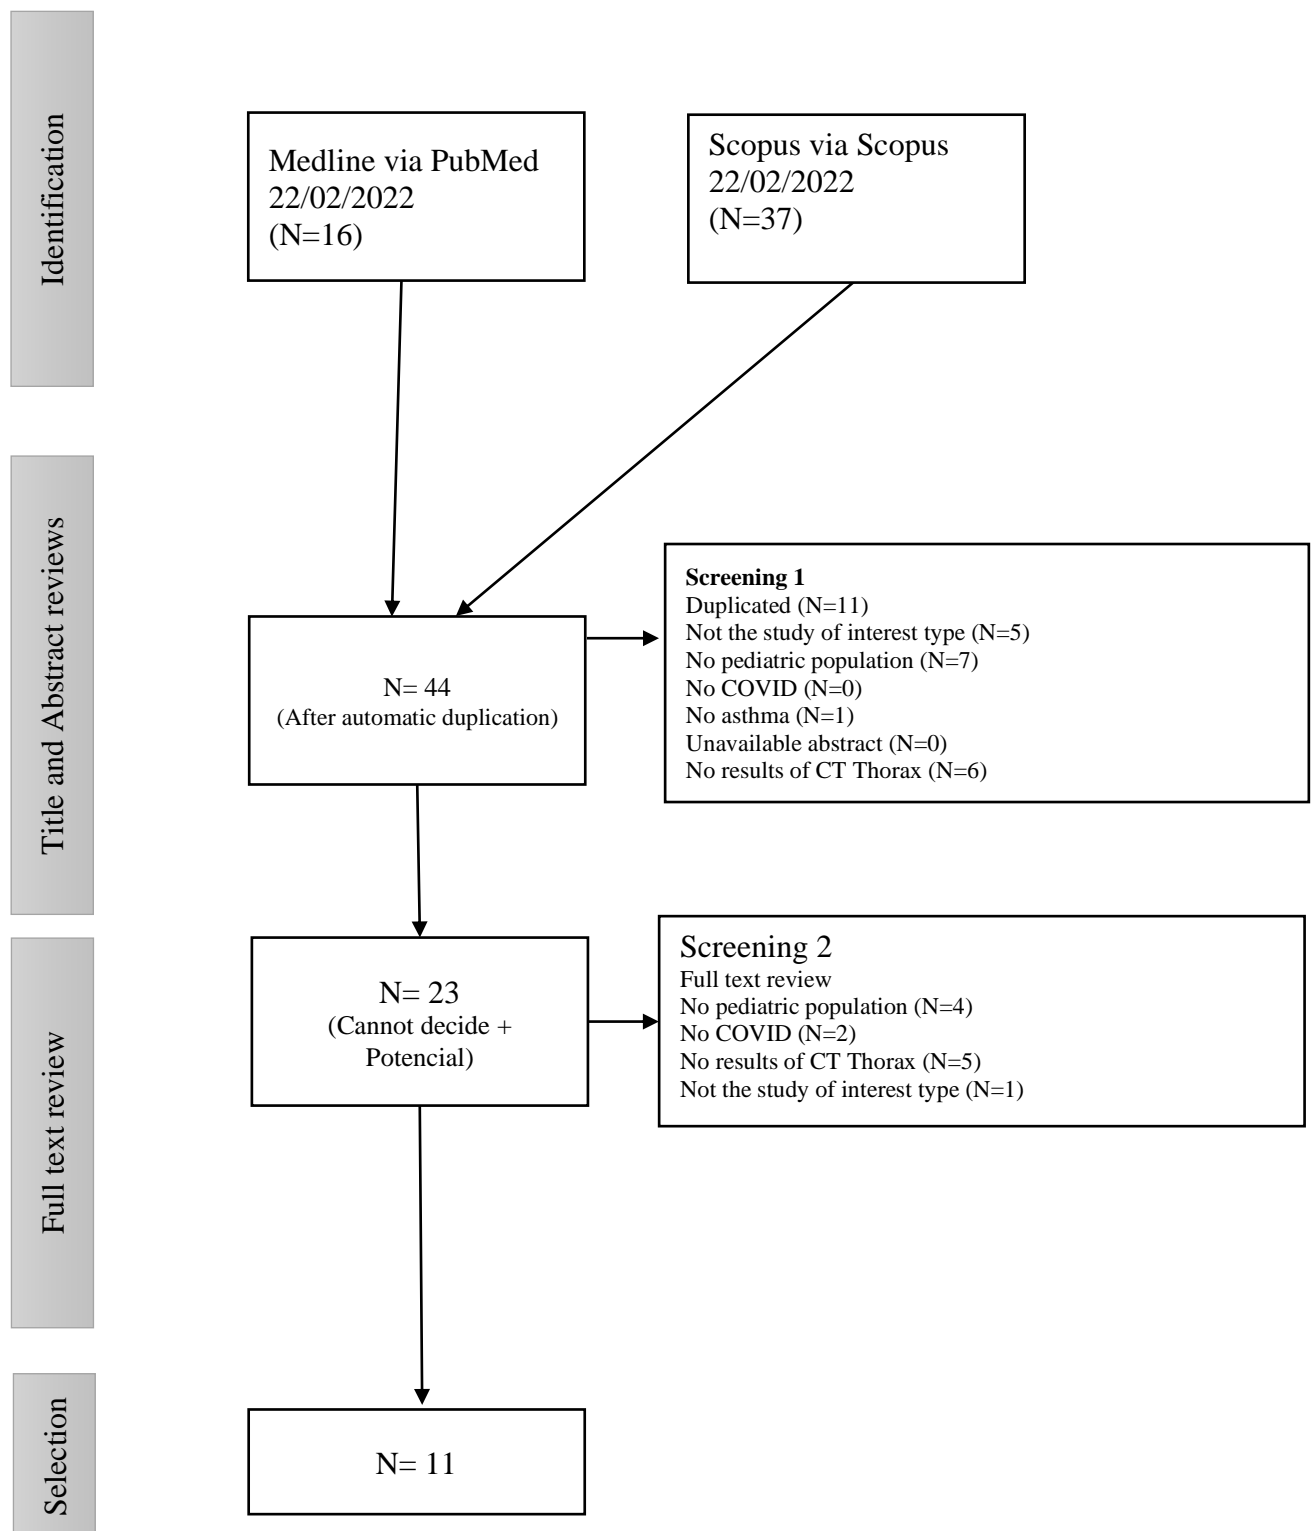 Identification
Medline via PubMed
22/02/2022
(N=16)
Scopus via Scopus
22/02/2022
(N=37)
Title and Abstract reviews
N= 44
(After automatic duplication)
Screening 1
Duplicated (N=11)
Not the study of interest type (N=5)
No pediatric population (N=7)
No COVID (N=0)
No asthma (N=1)
Unavailable abstract (N=0)
No results of CT Thorax (N=6)
Full text review
N= 23
(Cannot decide +
Potencial)
Screening 2
Full text review
No pediatric population (N=4)
No COVID (N=2)
No results of CT Thorax (N=5)
Not the study of interest type (N=1)
Selection
N= 11